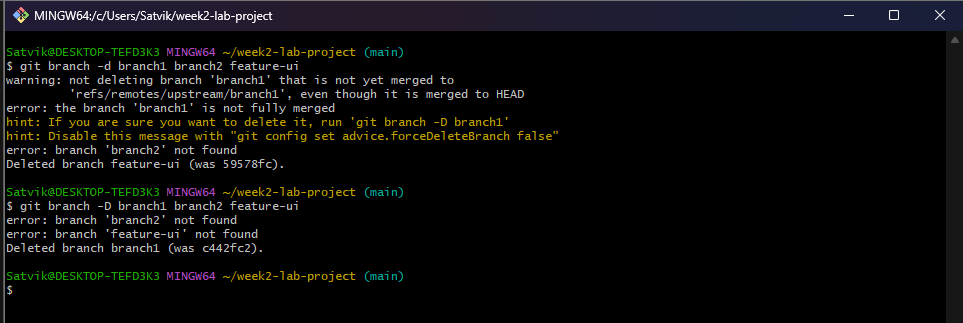 MINGW64:/c/Users/Satvik/week2-lab-project
Satvik@DESKTOP-TEFD3K3 MINGW64 ~/week2-lab-project (main)
$ git branch -d branch1 branch2 feature-ui
warning: not deleting branch 'branch1' that is not yet merged to
         'refs/remotes/upstream/branch1', even though it is merged to HEAD
error: the branch 'branch1' is not fully merged
hint: If you are sure you want to delete it, run 'git branch -D branch1'
hint: Disable this message with "git config set advice.forceDeleteBranch false"
error: branch 'branch2' not found
Deleted branch feature-ui (was 59578fc).
Satvik@DESKTOP-TEFD3K3 MINGW64 ~/week2-lab-project (main)
$ git branch -D branch1 branch2 feature-ui
error: branch 'branch2' not found
error: branch 'feature-ui' not found
Deleted branch branch1 (was c442fc2).
Satvik@DESKTOP-TEFD3K3 MINGW64 ~/week2-lab-project (main)
$